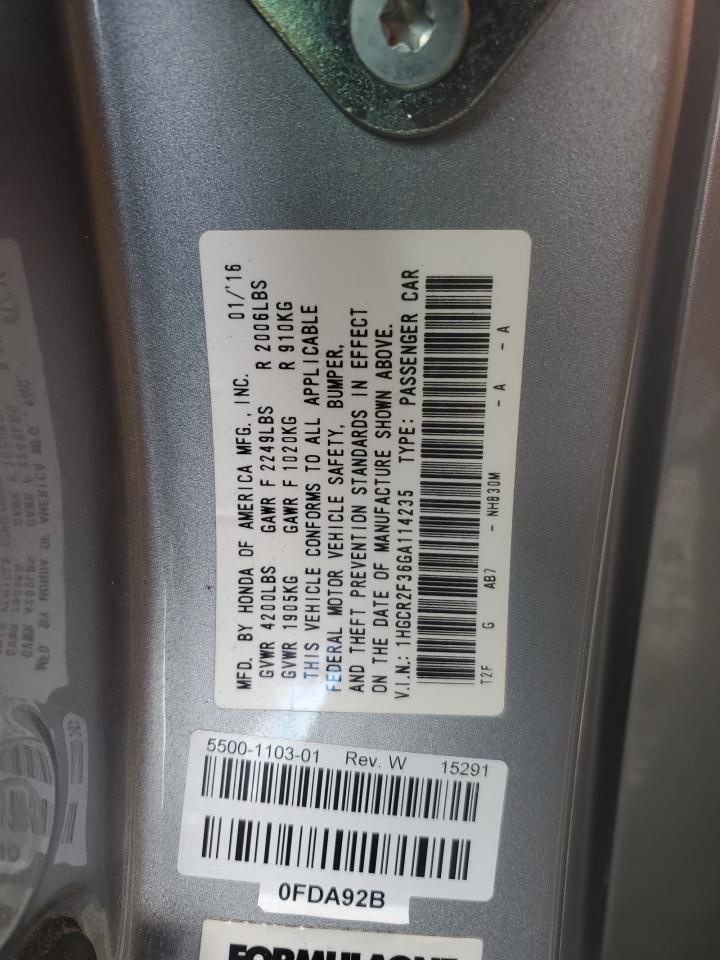 MFD. BY HONDA OF AMERICA MFG., INC. 01/'16
GVWR 4200LBS GAWR F 2249LBS R 2006LBS
GVWR 1905KG GAWR F 1020KG R 910KG
THIS VEHICLE CONFORMS TO ALL APPLICABLE
FEDERAL MOTOR VEHICLE SAFETY, BUMPER,
AND THEFT PREVENTION STANDARDS IN EFFECT
ON THE DATE OF MANUFACTURE SHOWN ABOVE.
V.I.N.: 1HGCR2F36GA114235 TYPE: PASSENGER CAR
T2F G AB7 - NH830M - A - A
5500-1103-01 Rev. W 15291
0FDA92B